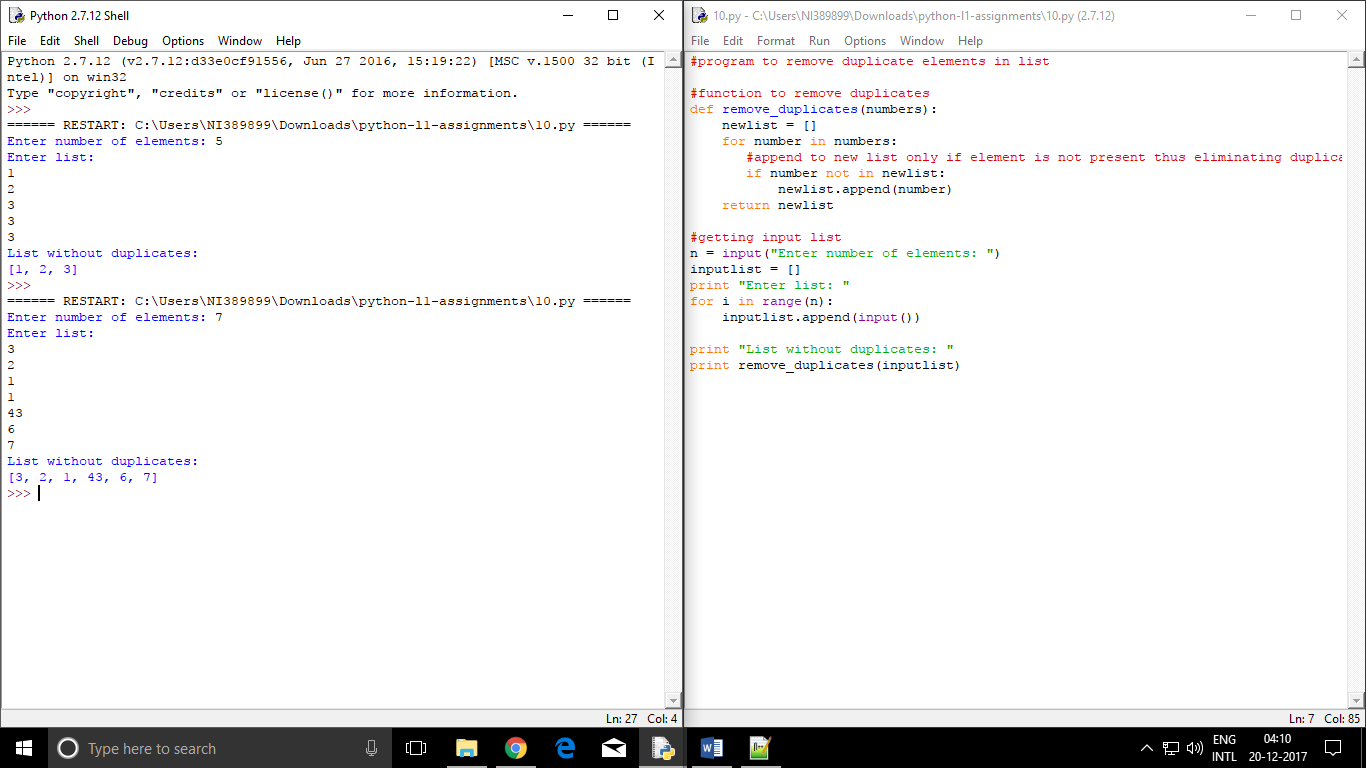 Python 2.7.12 Shell
File Edit Shell Debug Options Window Help
Python 2.7.12 (v2.7.12:d33e0cf91556, Jun 27 2016, 15:19:22) [MSC v.1500 32 bit (I
ntel)] on win32
Type "copyright", "credits" or "license()" for more information.
>>>
====== RESTART: C:\Users\NI389899\Downloads\python-l1-assignments\10.py ======
Enter number of elements: 5
Enter list:
1
2
3
3
3
List without duplicates:
[1, 2, 3]
>>>
====== RESTART: C:\Users\NI389899\Downloads\python-l1-assignments\10.py ======
Enter number of elements: 7
Enter list:
3
2
1
1
43
6
7
List without duplicates:
[3, 2, 1, 43, 6, 7]
>>>
Ln: 27 Col: 4
10.py - C:\Users\NI389899\Downloads\python-l1-assignments\10.py (2.7.12)
File Edit Format Run Options Window Help
#program to remove duplicate elements in list

#function to remove duplicates
def remove_duplicates(numbers):
    newlist = []
    for number in numbers:
       #append to new list only if element is not present thus eliminating duplica
       if number not in newlist:
           newlist.append(number)
    return newlist

#getting input list
n = input("Enter number of elements: ")
inputlist = []
print "Enter list: "
for i in range(n):
    inputlist.append(input())

print "List without duplicates: "
print remove_duplicates(inputlist)
Ln: 7 Col: 85
Type here to search
ENG
INTL
04:10
20-12-2017